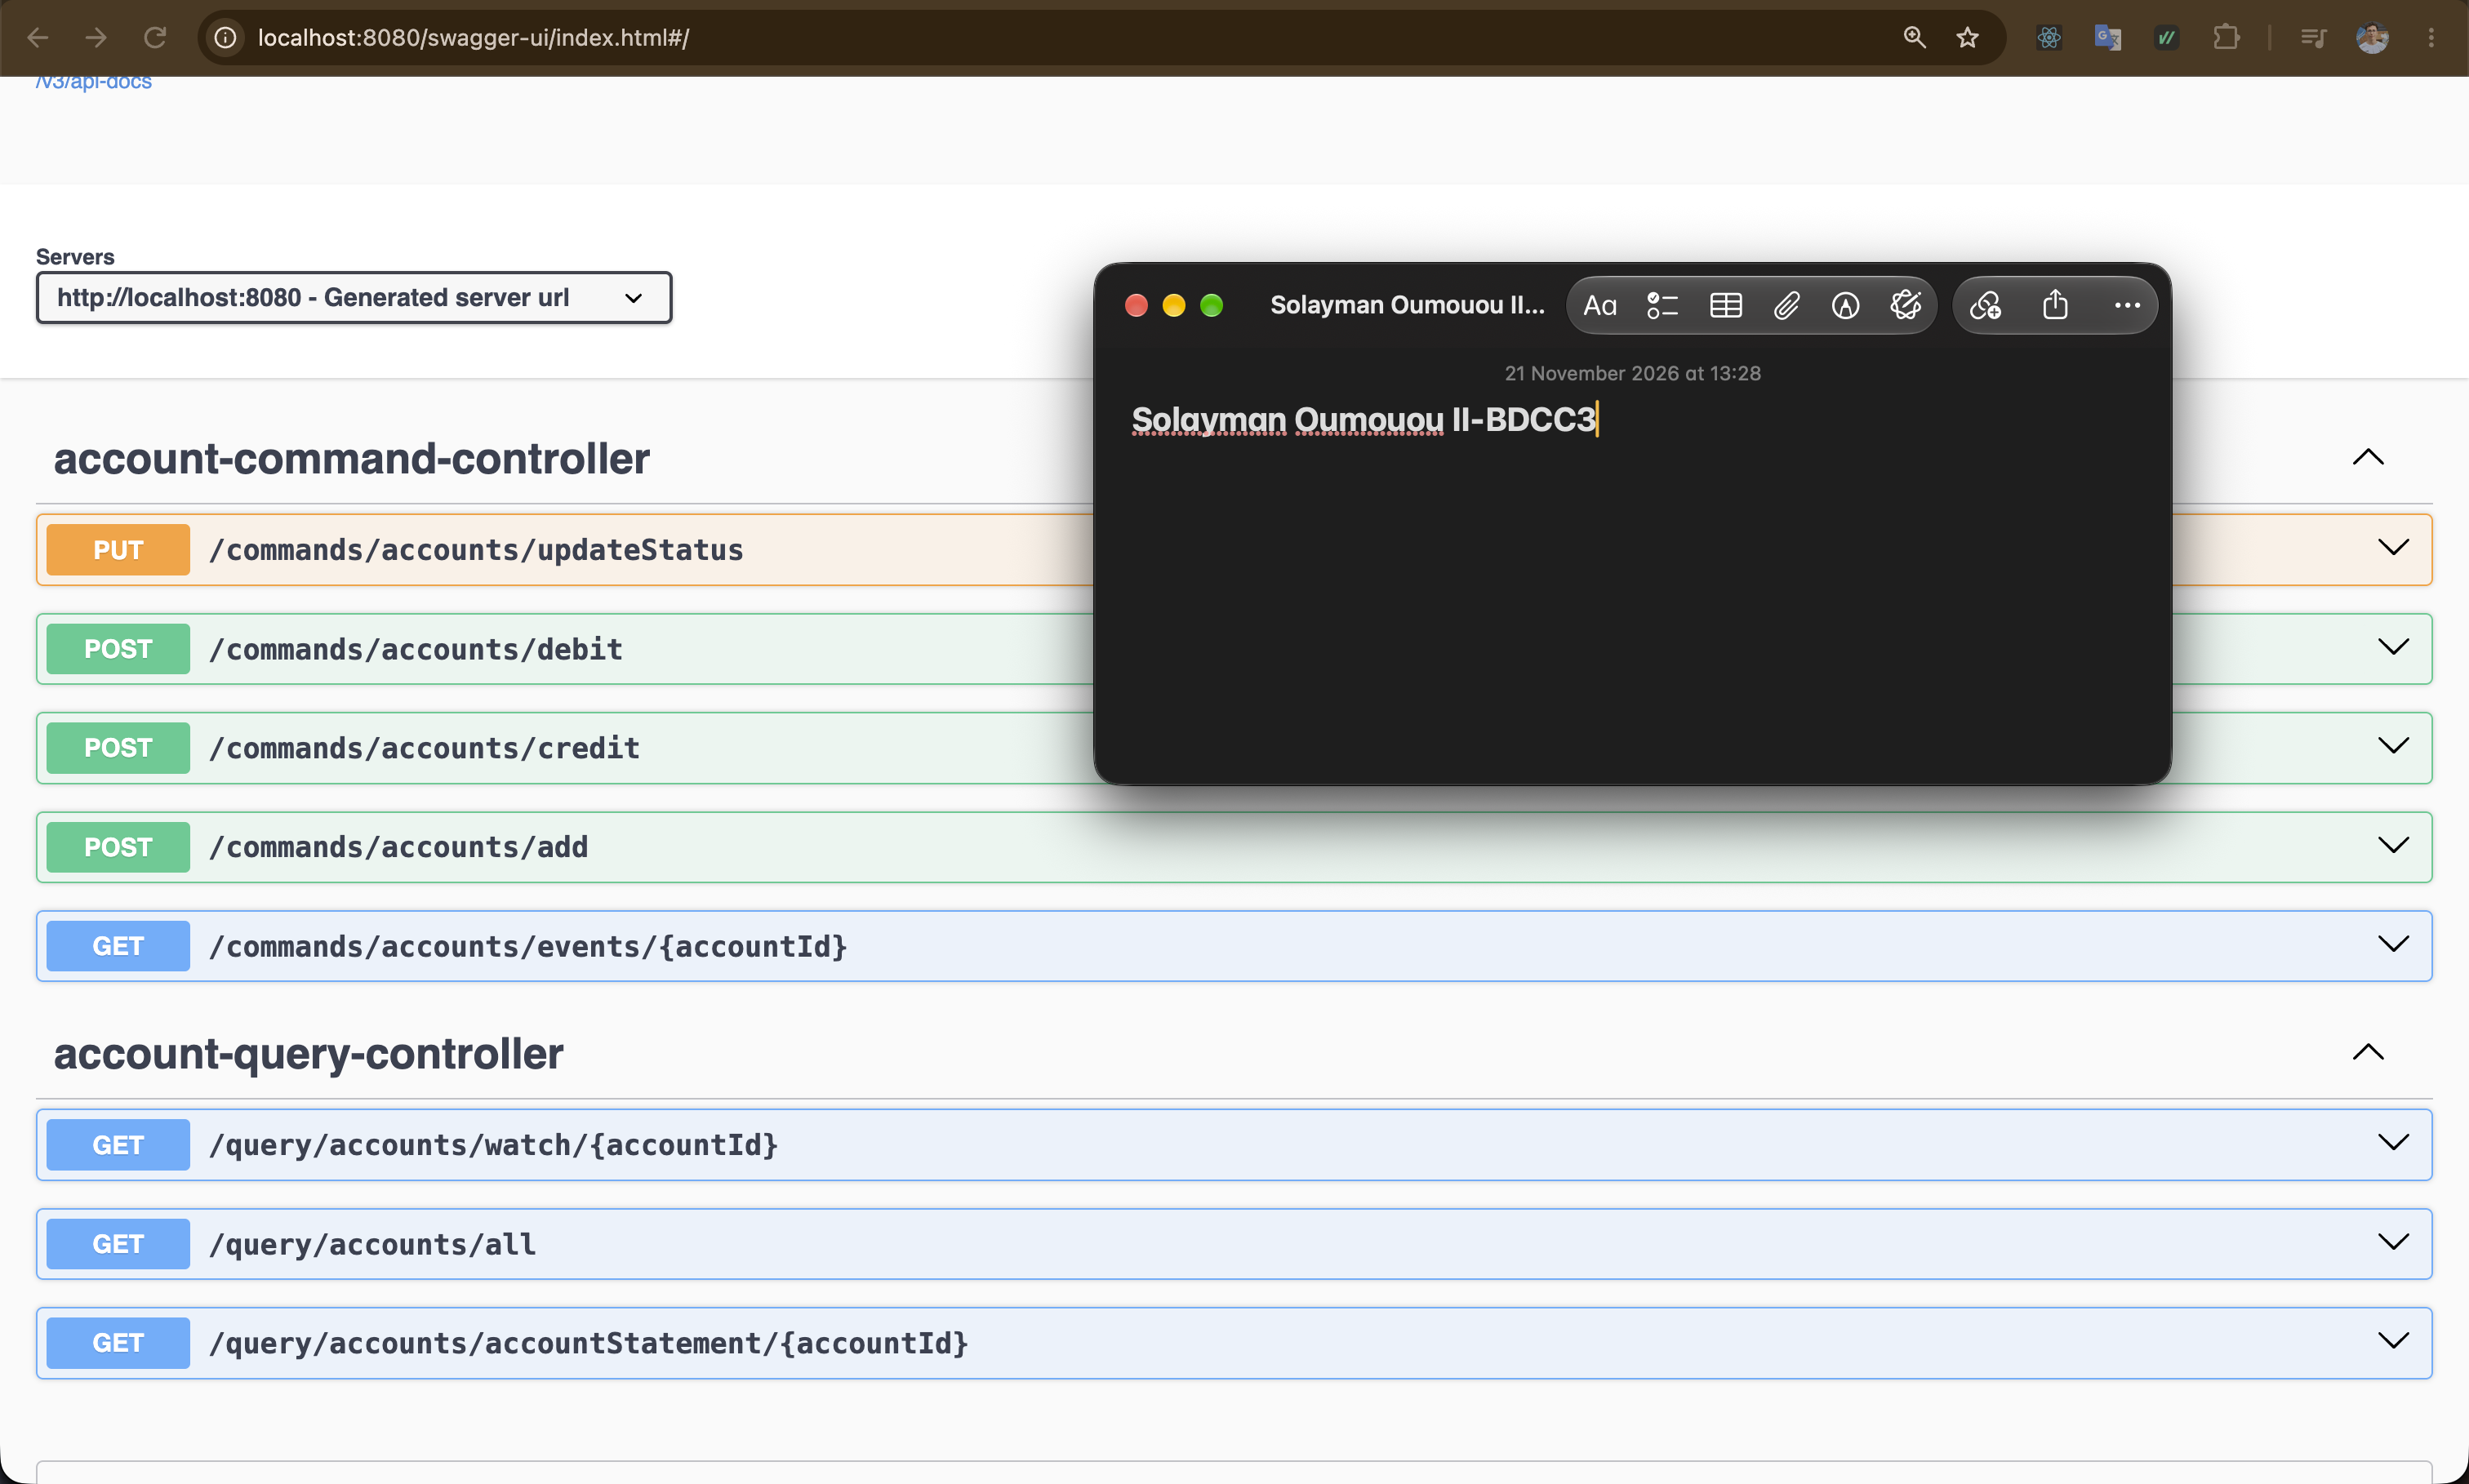 localhost:8080/swagger-ui/index.html#/
/v3/api-docs
Servers
http://localhost:8080 - Generated server url
Solayman Oumouou II...
Aa
21 November 2026 at 13:28
Solayman Oumouou II-BDCC3
account-command-controller
PUT /commands/accounts/updateStatus
POST /commands/accounts/debit
POST /commands/accounts/credit
POST /commands/accounts/add
GET /commands/accounts/events/{accountId}
account-query-controller
GET /query/accounts/watch/{accountId}
GET /query/accounts/all
GET /query/accounts/accountStatement/{accountId}